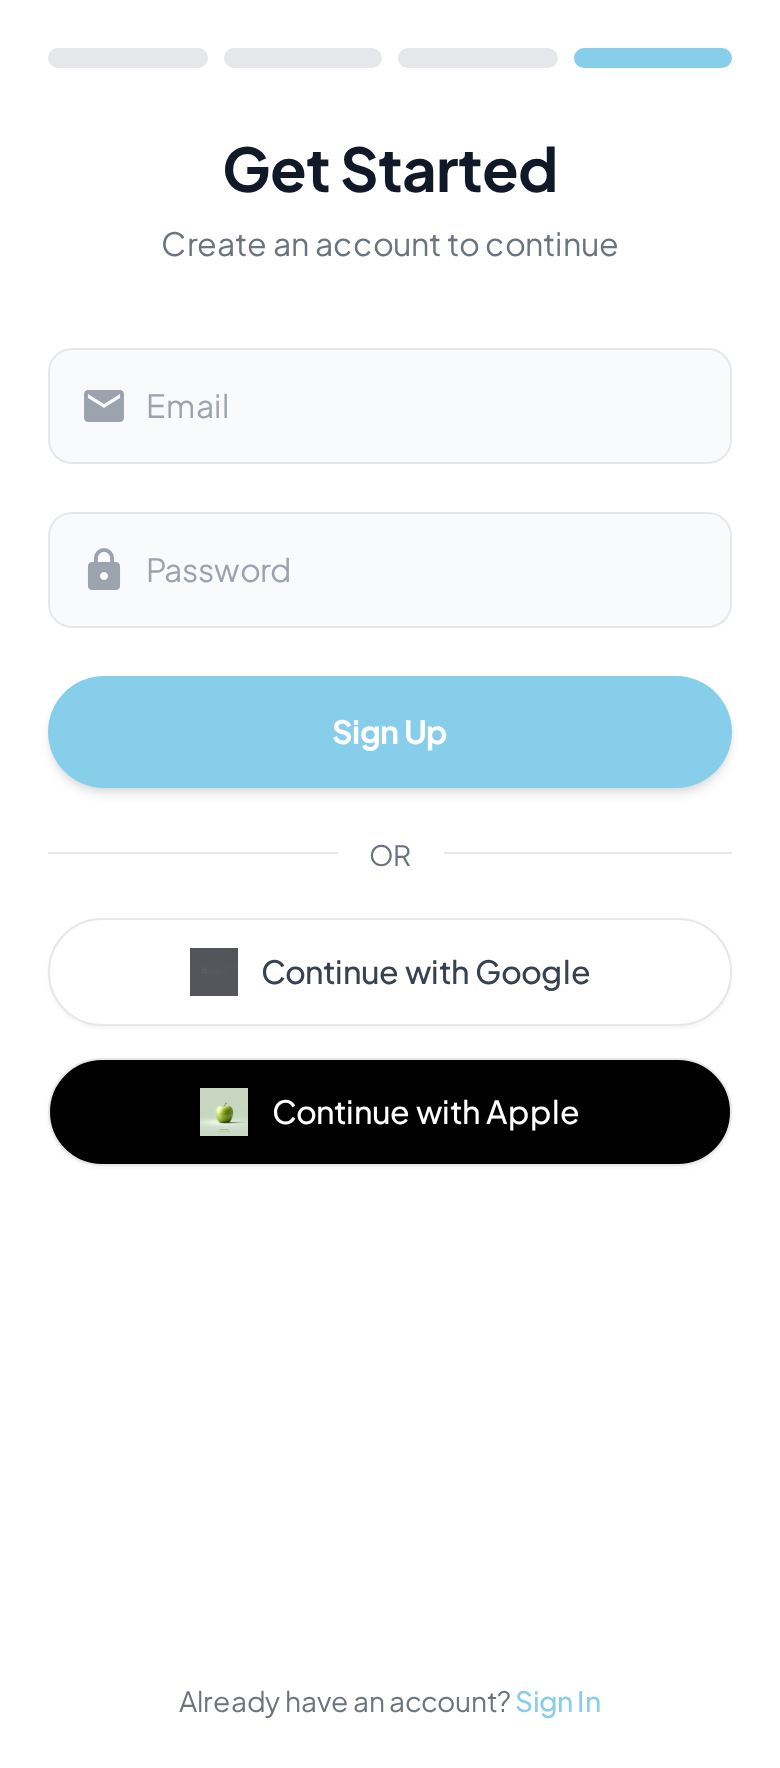 Get Started
Create an account to continue
Email
Password
Sign Up
OR
Continue with Google
Continue with Apple
Already have an account? Sign In